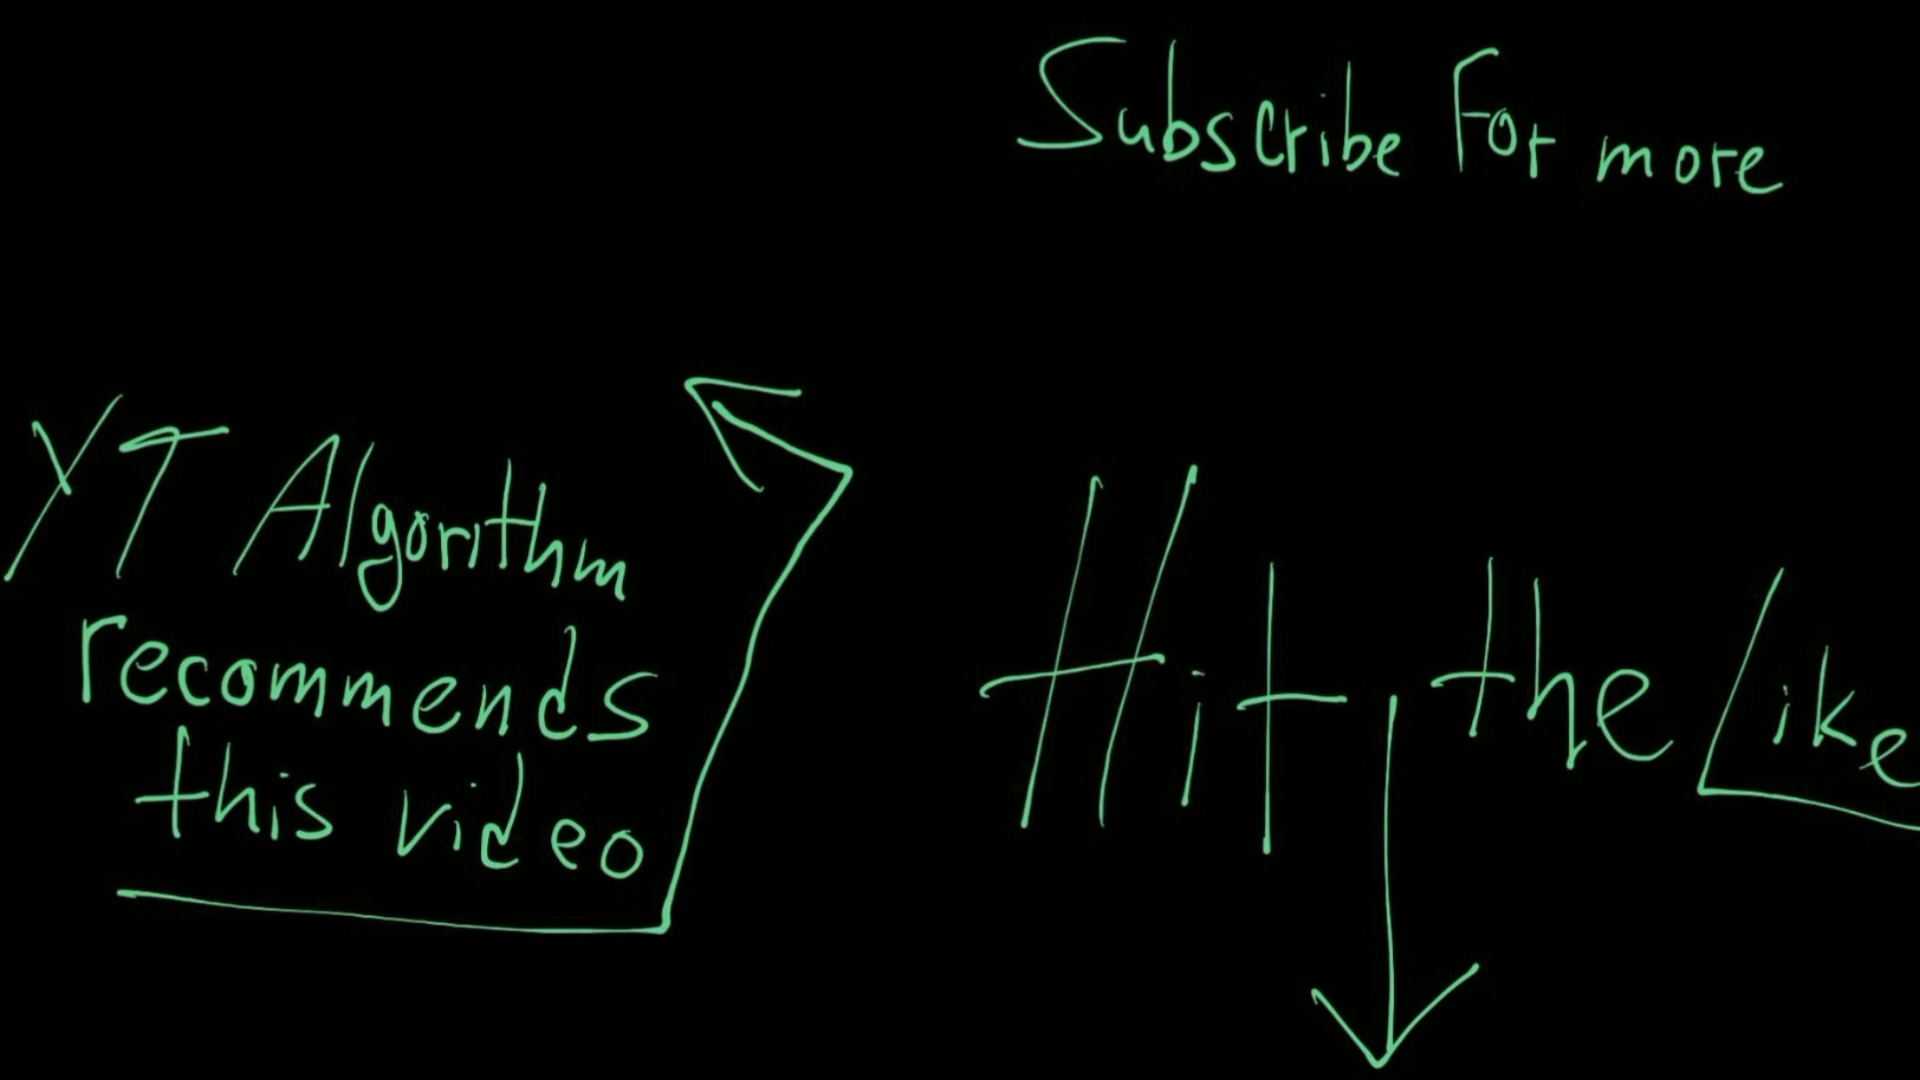 Subscribe For more
YT Algorithm
recommends
this video
Hit the Like